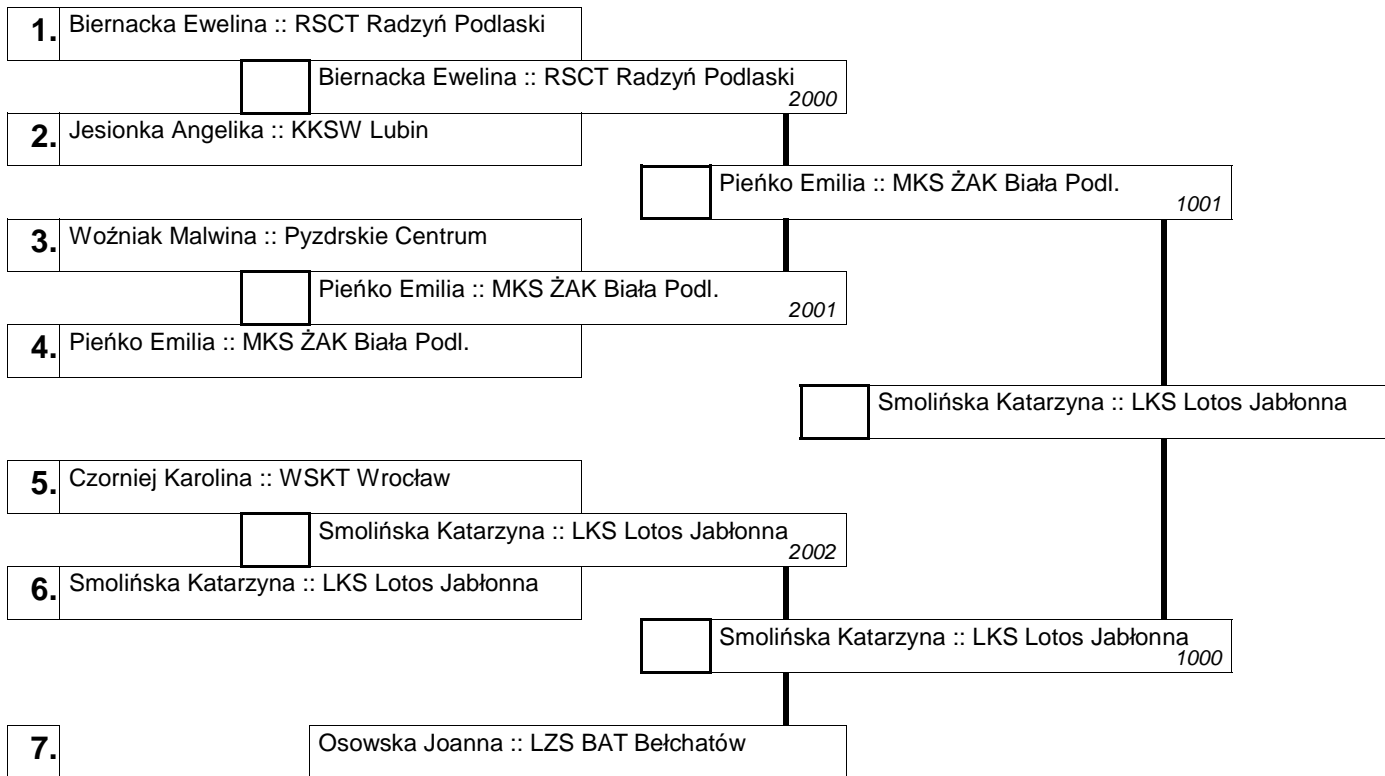 1. Biernacka Ewelina :: RSCT Radzyń Podlaski
Biernacka Ewelina :: RSCT Radzyń Podlaski
2000
2. Jesionka Angelika :: KKSW Lubin
Pieńko Emilia :: MKS ŻAK Biała Podl.
1001
3. Woźniak Malwina :: Pyzdrskie Centrum
Pieńko Emilia :: MKS ŻAK Biała Podl.
2001
4. Pieńko Emilia :: MKS ŻAK Biała Podl.
Smolińska Katarzyna :: LKS Lotos Jabłonna
5. Czorniej Karolina :: WSKT Wrocław
Smolińska Katarzyna :: LKS Lotos Jabłonna
2002
6. Smolińska Katarzyna :: LKS Lotos Jabłonna
Smolińska Katarzyna :: LKS Lotos Jabłonna
1000
7. Osowska Joanna :: LZS BAT Bełchatów